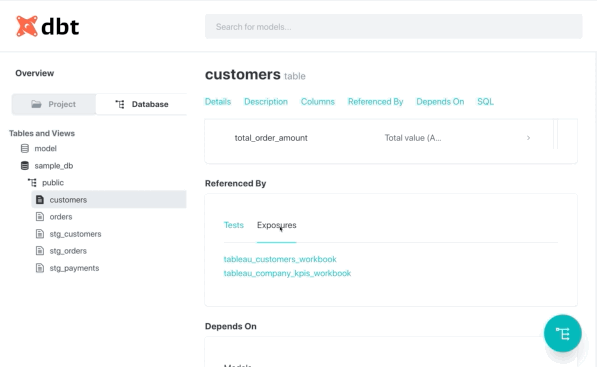 dbt
Search for models...
Overview
customers table
Project
Database
Details
Description
Columns
Referenced By
Depends On
SQL
Tables and Views
model
sample_db
public
customers
orders
stg_customers
stg_orders
stg_payments
total_order_amount
Total value (A...
Referenced By
Tests
Exposures
tableau_customers_workbook
tableau_company_kpis_workbook
Depends On
Models